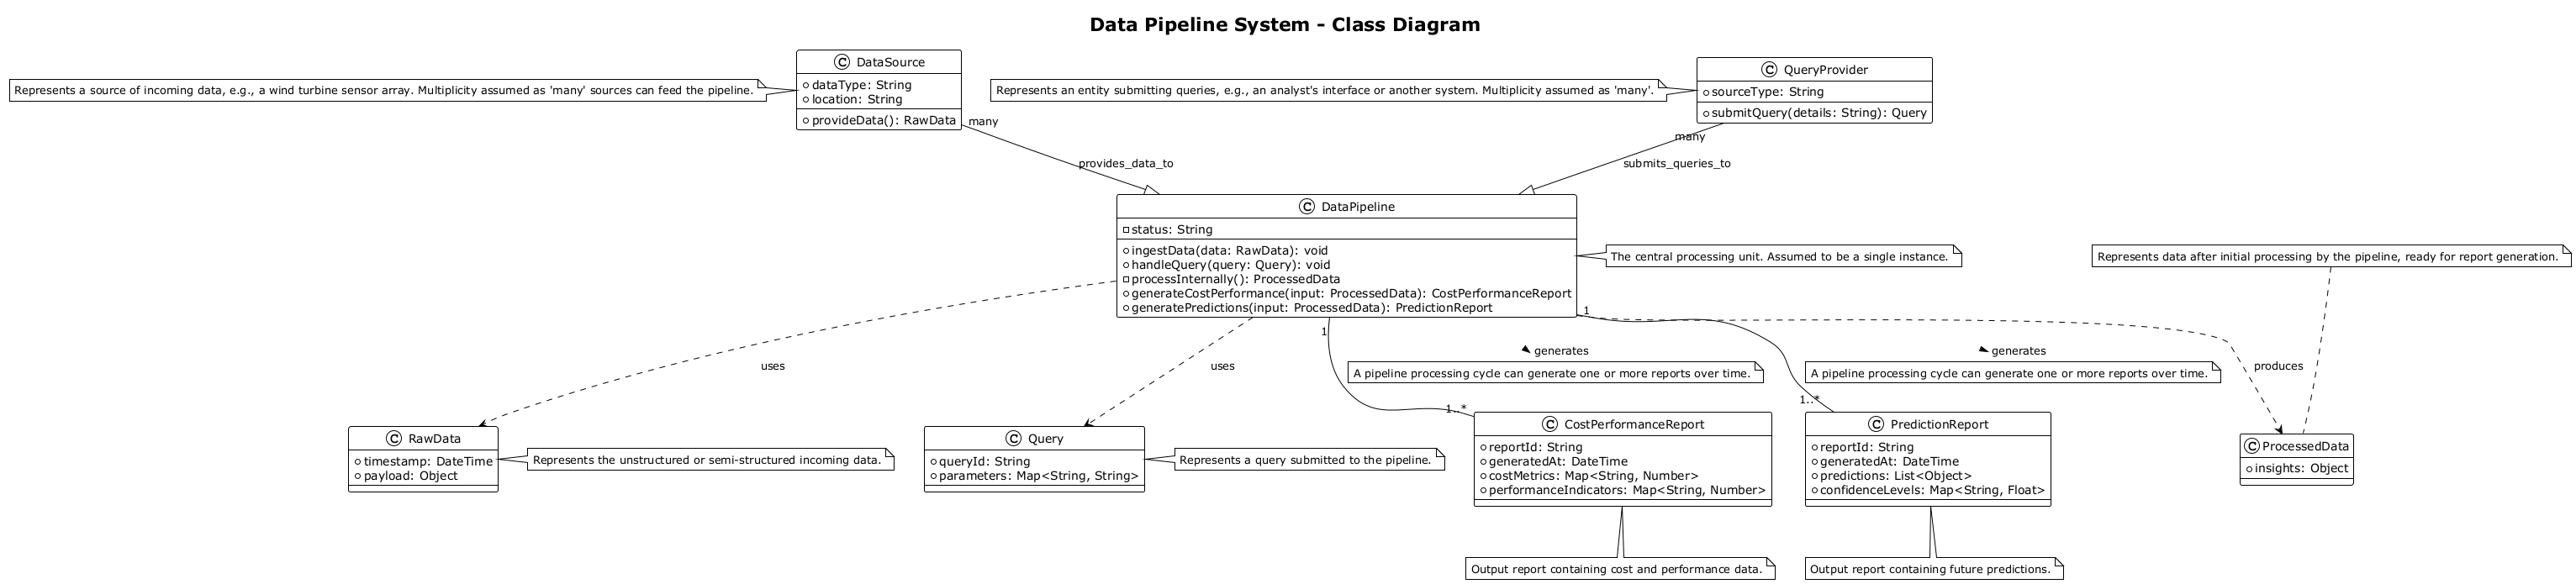 Data Pipeline System - Class Diagram
Represents a source of incoming data, e.g., a wind turbine sensor array. Multiplicity assumed as 'many' sources can feed the pipeline.
C DataSource
dataType: String
location: String
provideData(): RawData
Represents an entity submitting queries, e.g., an analyst's interface or another system. Multiplicity assumed as 'many'.
C QueryProvider
sourceType: String
submitQuery(details: String): Query
many
many
provides_data_to
submits_queries_to
C DataPipeline
status: String
ingestData(data: RawData): void
handleQuery(query: Query): void
processInternally(): ProcessedData
generateCostPerformance(input: ProcessedData): CostPerformanceReport
generatePredictions(input: ProcessedData): PredictionReport
The central processing unit. Assumed to be a single instance.
Represents data after initial processing by the pipeline, ready for report generation.
1
1
uses
uses
generates
A pipeline processing cycle can generate one or more reports over time.
generates
A pipeline processing cycle can generate one or more reports over time.
produces
1..*
1..*
C RawData
timestamp: DateTime
payload: Object
Represents the unstructured or semi-structured incoming data.
C Query
queryId: String
parameters: Map<String, String>
Represents a query submitted to the pipeline.
C CostPerformanceReport
reportId: String
generatedAt: DateTime
costMetrics: Map<String, Number>
performanceIndicators: Map<String, Number>
C PredictionReport
reportId: String
generatedAt: DateTime
predictions: List<Object>
confidenceLevels: Map<String, Float>
C ProcessedData
insights: Object
Output report containing cost and performance data.
Output report containing future predictions.